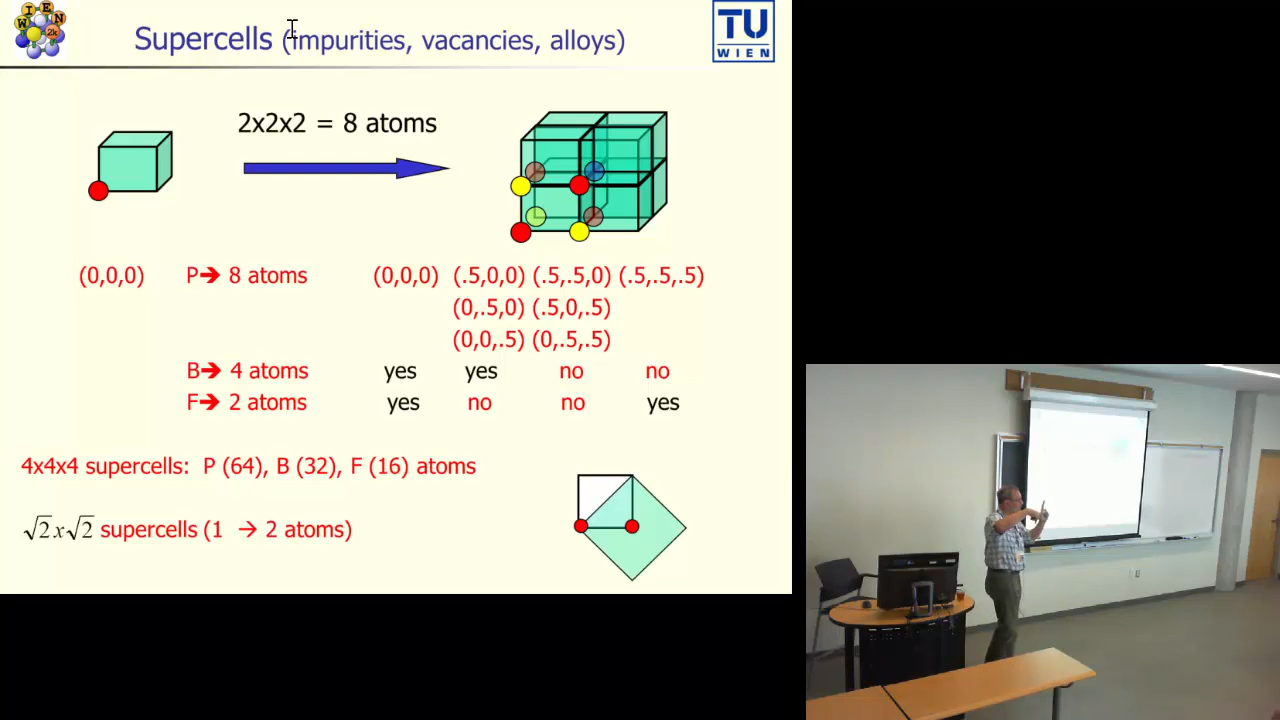 WIEN 2k
Supercells (impurities, vacancies, alloys)
TU
WIEN
2x2x2 = 8 atoms
(0,0,0) P➔ 8 atoms (0,0,0) (.5,0,0) (.5,.5,0) (.5,.5,.5)
(0,.5,0) (.5,0,.5)
(0,0,.5) (0,.5,.5)
B➔ 4 atoms yes yes no no
F➔ 2 atoms yes no no yes
4x4x4 supercells: P (64), B (32), F (16) atoms
√2x√2 supercells (1 → 2 atoms)